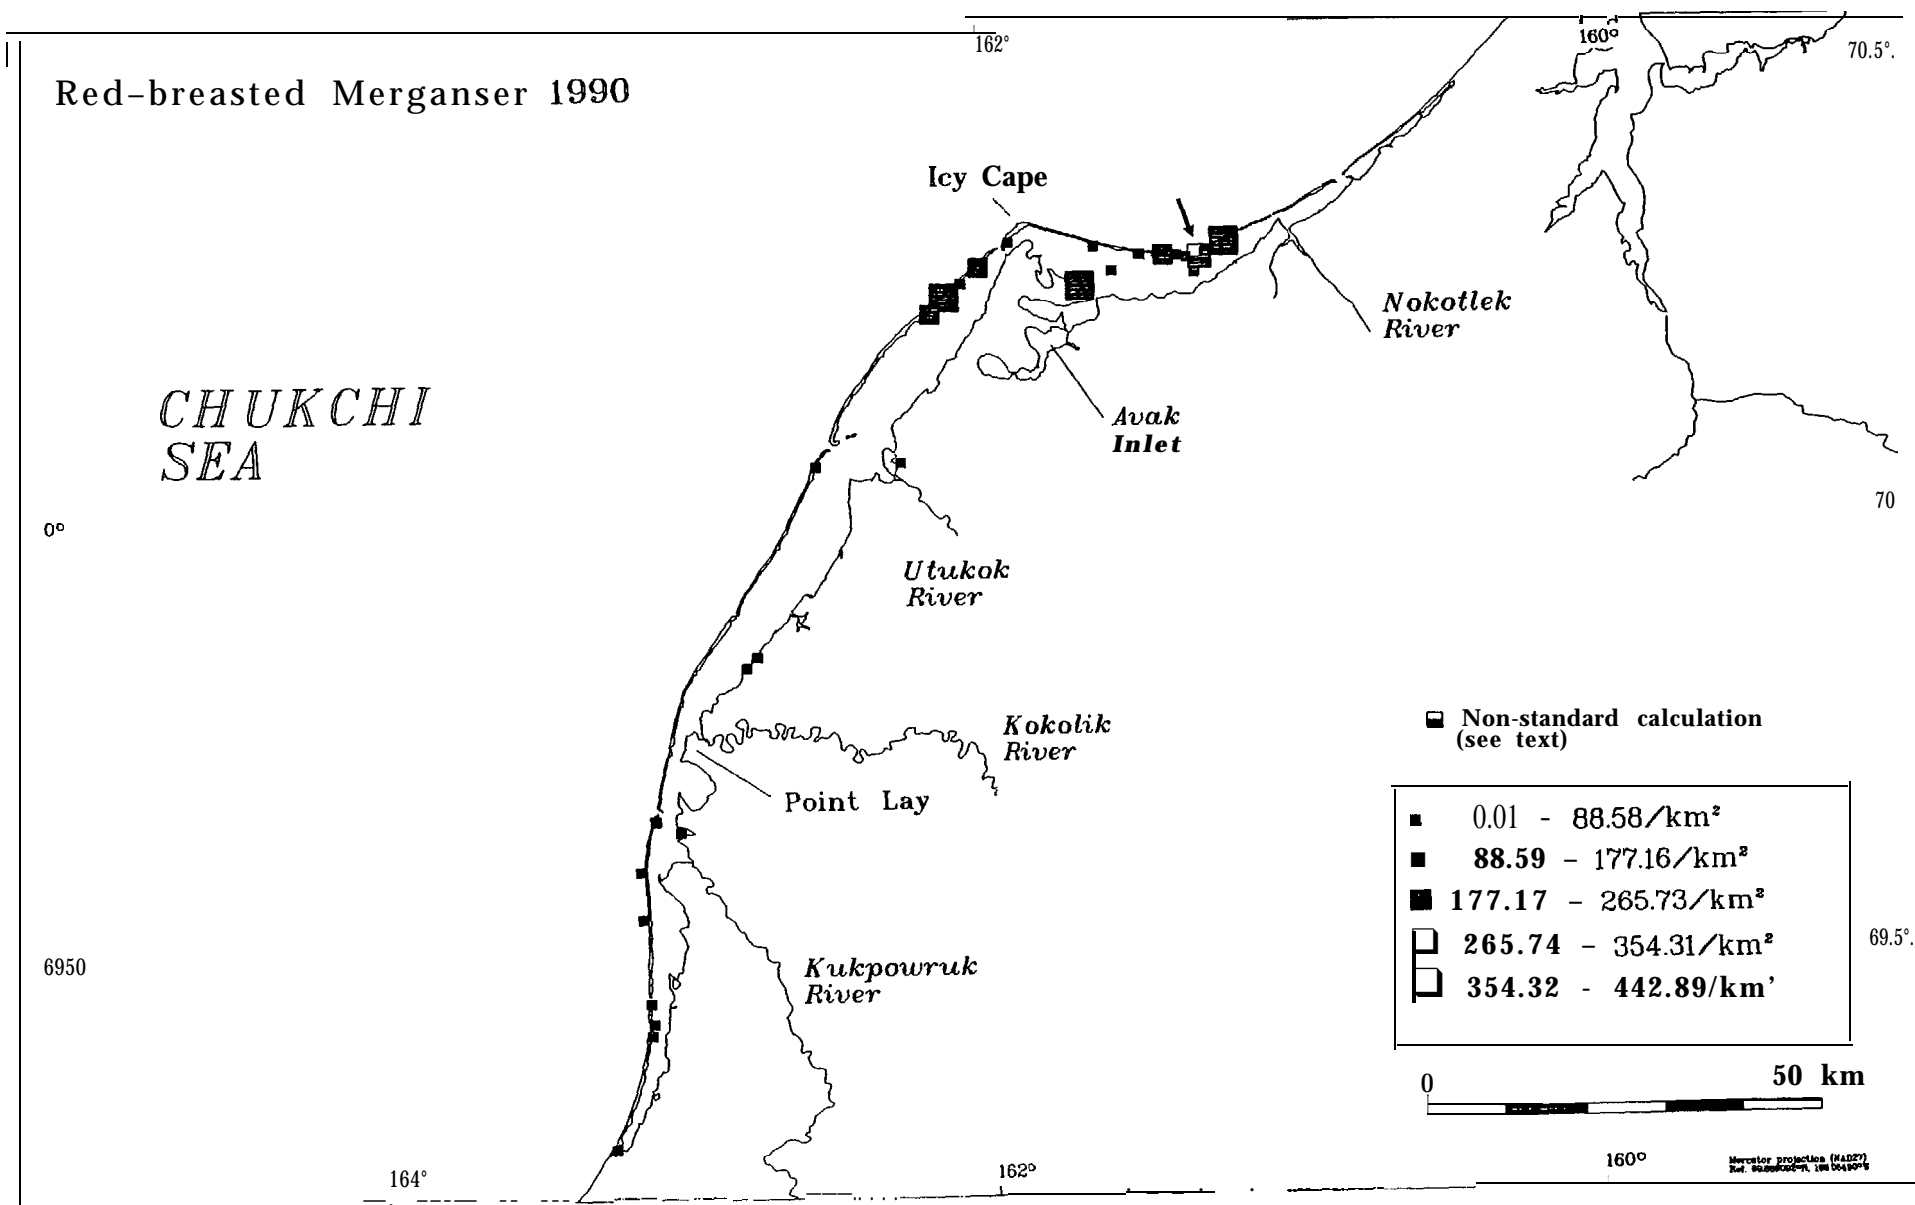 162°
160°
70.5°.
Red-breasted Merganser 1990
Icy Cape
Nokotlek
River
CHUKCHI
SEA
Avak
Inlet
70
0°
Utukok
River
Kokolik
River
Non-standard calculation
(see text)
Point Lay
0.01 - 88.58/km²
88.59 - 177.16/km²
177.17 - 265.73/km²
265.74 - 354.31/km²
354.32 - 442.89/km'
69.5°.
6950
Kukpowruk
River
0 50 km
164°
162°
160°
Mercator projection (NAD27)